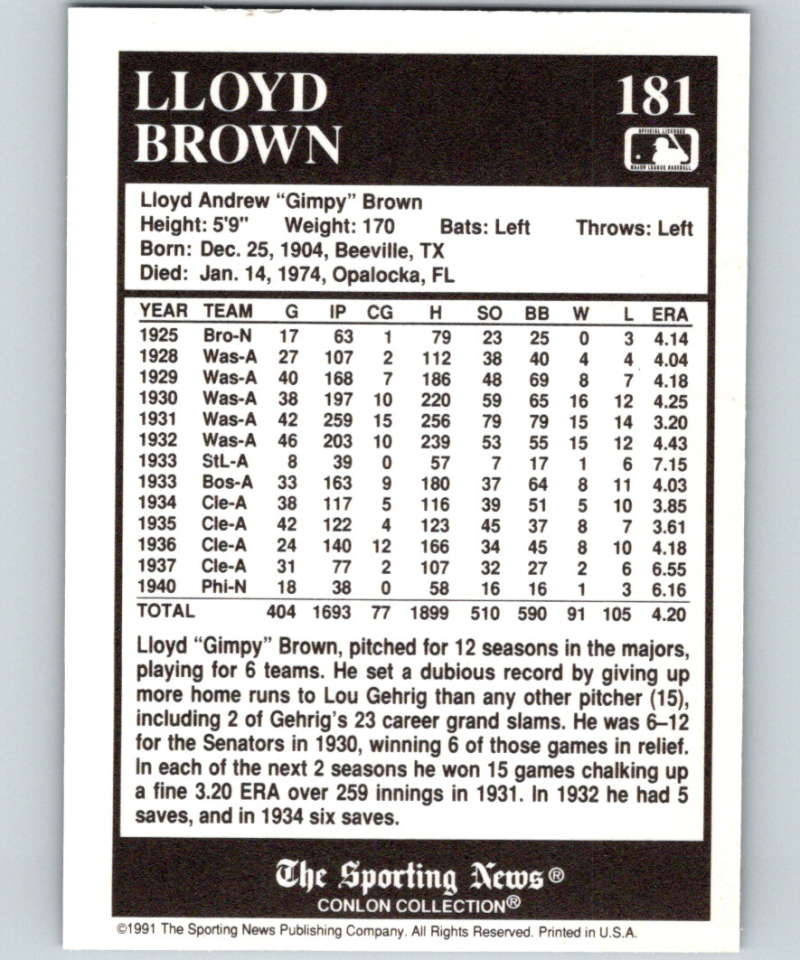 LLOYD
BROWN
181
OFFICIAL LICENSEE
MAJOR LEAGUE BASEBALL
Lloyd Andrew “Gimpy” Brown
Height: 5'9" Weight: 170 Bats: Left Throws: Left
Born: Dec. 25, 1904, Beeville, TX
Died: Jan. 14, 1974, Opalocka, FL
YEAR TEAM G IP CG H SO BB W L ERA
1925 Bro-N 17 63 1 79 23 25 0 3 4.14
1928 Was-A 27 107 2 112 38 40 4 4 4.04
1929 Was-A 40 168 7 186 48 69 8 7 4.18
1930 Was-A 38 197 10 220 59 65 16 12 4.25
1931 Was-A 42 259 15 256 79 79 15 14 3.20
1932 Was-A 46 203 10 239 53 55 15 12 4.43
1933 StL-A 8 39 0 57 7 17 1 6 7.15
1933 Bos-A 33 163 9 180 37 64 8 11 4.03
1934 Cle-A 38 117 5 116 39 51 5 10 3.85
1935 Cle-A 42 122 4 123 45 37 8 7 3.61
1936 Cle-A 24 140 12 166 34 45 8 10 4.18
1937 Cle-A 31 77 2 107 32 27 2 6 6.55
1940 Phi-N 18 38 0 58 16 16 1 3 6.16
TOTAL 404 1693 77 1899 510 590 91 105 4.20
Lloyd “Gimpy” Brown, pitched for 12 seasons in the majors,
playing for 6 teams. He set a dubious record by giving up
more home runs to Lou Gehrig than any other pitcher (15),
including 2 of Gehrig's 23 career grand slams. He was 6–12
for the Senators in 1930, winning 6 of those games in relief.
In each of the next 2 seasons he won 15 games chalking up
a fine 3.20 ERA over 259 innings in 1931. In 1932 he had 5
saves, and in 1934 six saves.
The Sporting News®
CONLON COLLECTION®
©1991 The Sporting News Publishing Company. All Rights Reserved. Printed in U.S.A.